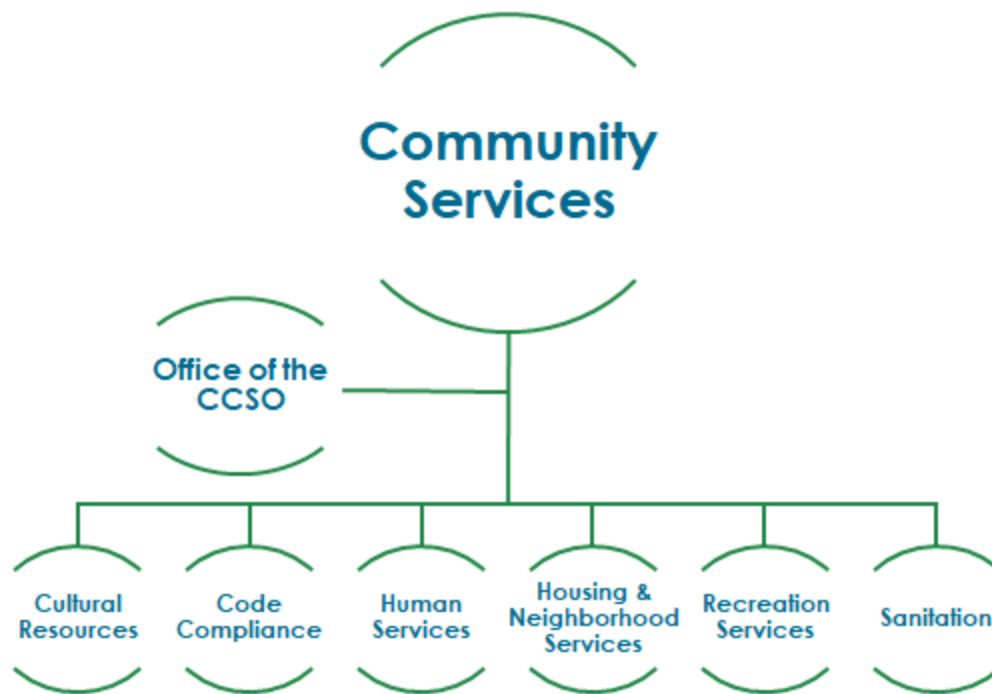 Community
Services
Office of the
CCSO
Cultural
Resources
Code
Compliance
Human
Services
Housing &
Neighborhood
Services
Recreation
Services
Sanitation